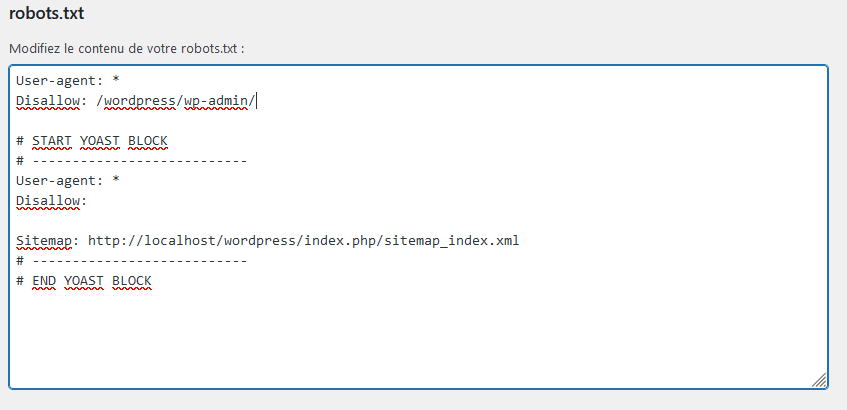 robots.txt
Modifiez le contenu de votre robots.txt :
User-agent: *
Disallow: /wordpress/wp-admin/
# START YOAST BLOCK
# ---------------------------
User-agent: *
Disallow:
Sitemap: http://localhost/wordpress/index.php/sitemap_index.xml
# ---------------------------
# END YOAST BLOCK